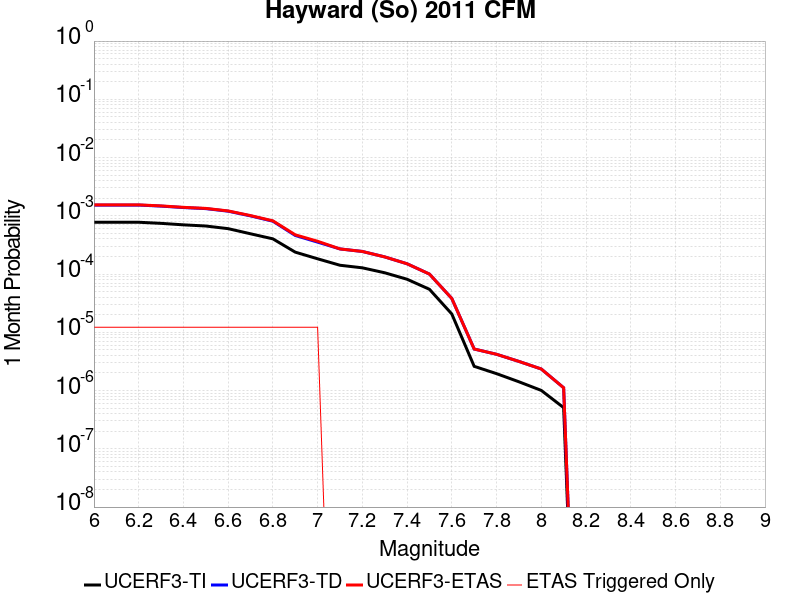 Hayward (So) 2011 CFM
1 Month Probability
10^0
10^-1
10^-2
10^-3
10^-4
10^-5
10^-6
10^-7
10^-8
6 6.2 6.4 6.6 6.8 7 7.2 7.4 7.6 7.8 8 8.2 8.4 8.6 8.8 9
Magnitude
UCERF3-TI UCERF3-TD UCERF3-ETAS ETAS Triggered Only